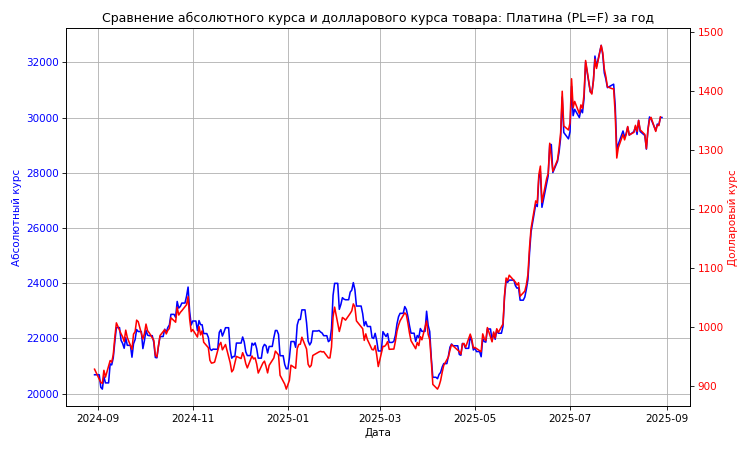 Сравнение абсолютного курса и долларового курса товара: Платина (PL=F) за год
Абсолютный курс
32000
30000
28000
26000
24000
22000
20000
1500
1400
1300
1200
1100
1000
900
Долларовый курс
2024-09 2024-11 2025-01 2025-03 2025-05 2025-07 2025-09
Дата